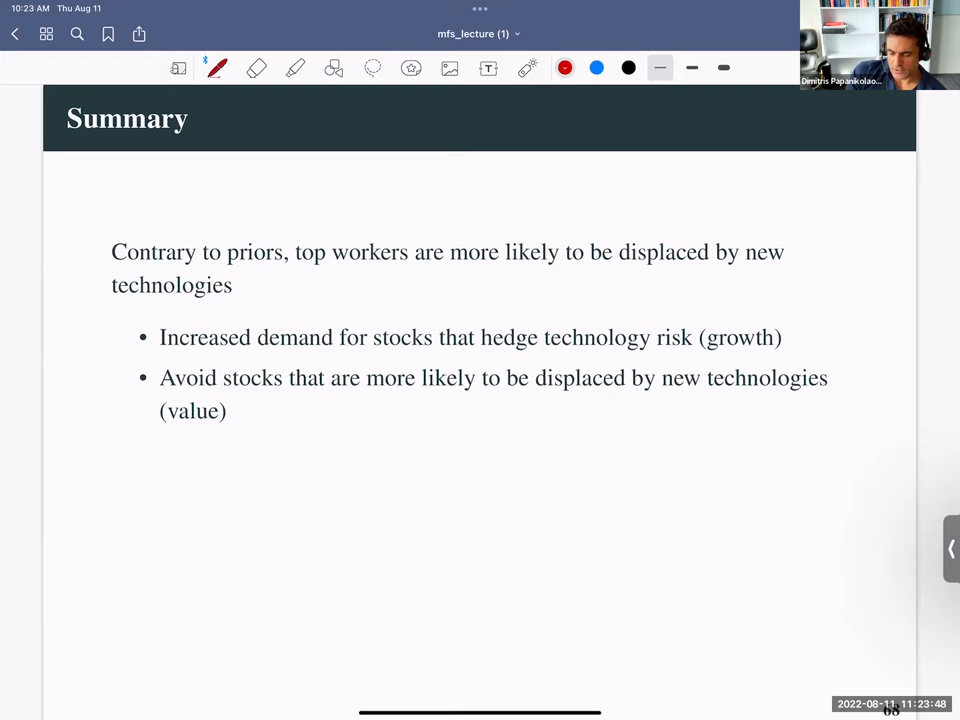 10:23 AM Thu Aug 11
mfs_lecture (1)
Dimitris Papanikolao...
Summary
Contrary to priors, top workers are more likely to be displaced by new
technologies
• Increased demand for stocks that hedge technology risk (growth)
• Avoid stocks that are more likely to be displaced by new technologies
(value)
2022-08-11 11:23:48